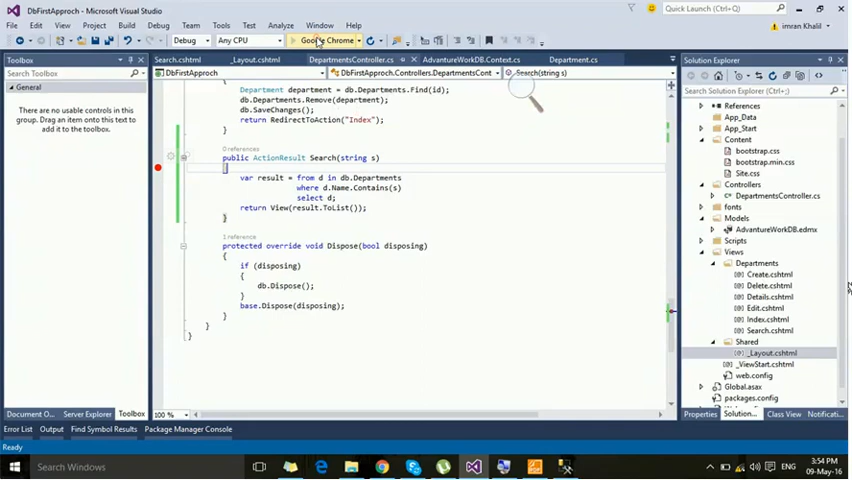 DbFirstApproch - Microsoft Visual Studio
Quick Launch (Ctrl+Q)
File Edit View Project Build Debug Team Tools Test Analyze Window Help
imran Khalil
Debug Any CPU Google Chrome
Toolbox
Search.cshtml _Layout.cshtml DepartmentsController.cs AdvantureWorkDB.Context.cs Department.cs
Solution Explorer
Search Toolbox
DbFirstApproch DbFirstApproch.Controllers.DepartmentsCont Search(string s)
General
There are no usable controls in this
group. Drag an item onto this text to
add it to the toolbox.
Department department = db.Departments.Find(id);
db.Departments.Remove(department);
db.SaveChanges();
return RedirectToAction("Index");
}
0 references
public ActionResult Search(string s)
{
var result = from d in db.Departments
where d.Name.Contains(s)
select d;
return View(result.ToList());
}
1 reference
protected override void Dispose(bool disposing)
{
if (disposing)
{
db.Dispose();
}
base.Dispose(disposing);
}
}
}
100 %
Search Solution Explorer (Ctrl+;)
References
App_Data
App_Start
Content
bootstrap.css
bootstrap.min.css
Site.css
Controllers
DepartmentsController.cs
fonts
Models
AdvantureWorkDB.edmx
Scripts
Views
Departments
Create.cshtml
Delete.cshtml
Details.cshtml
Edit.cshtml
Index.cshtml
Search.cshtml
Shared
_Layout.cshtml
_ViewStart.cshtml
web.config
Global.asax
packages.config
Document O... Server Explorer Toolbox
Properties Solution... Class View Notificati...
Error List Output Find Symbol Results Package Manager Console
Ready
Search Windows
ENG
3:54 PM
09-May-16